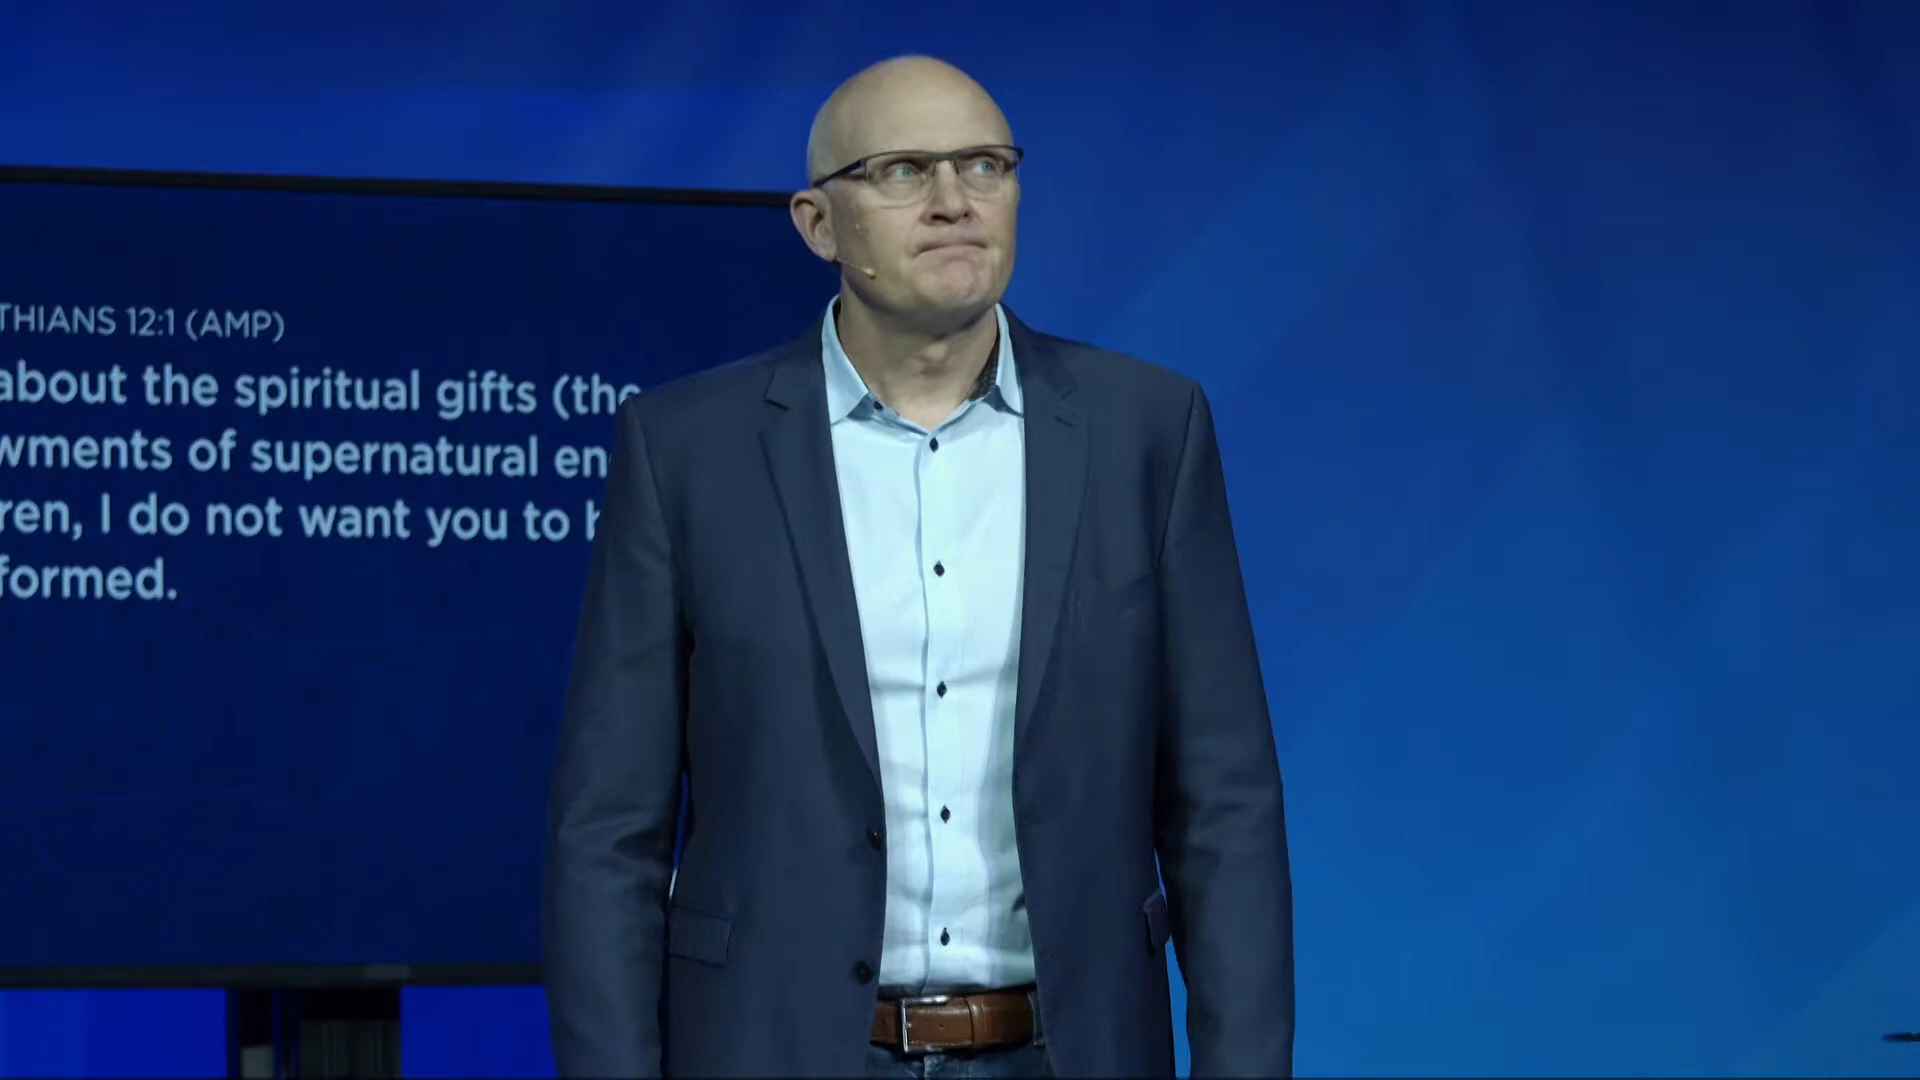 THIANS 12:1 (AMP)
about the spiritual gifts (the
wments of supernatural en
ren, I do not want you to b
formed.